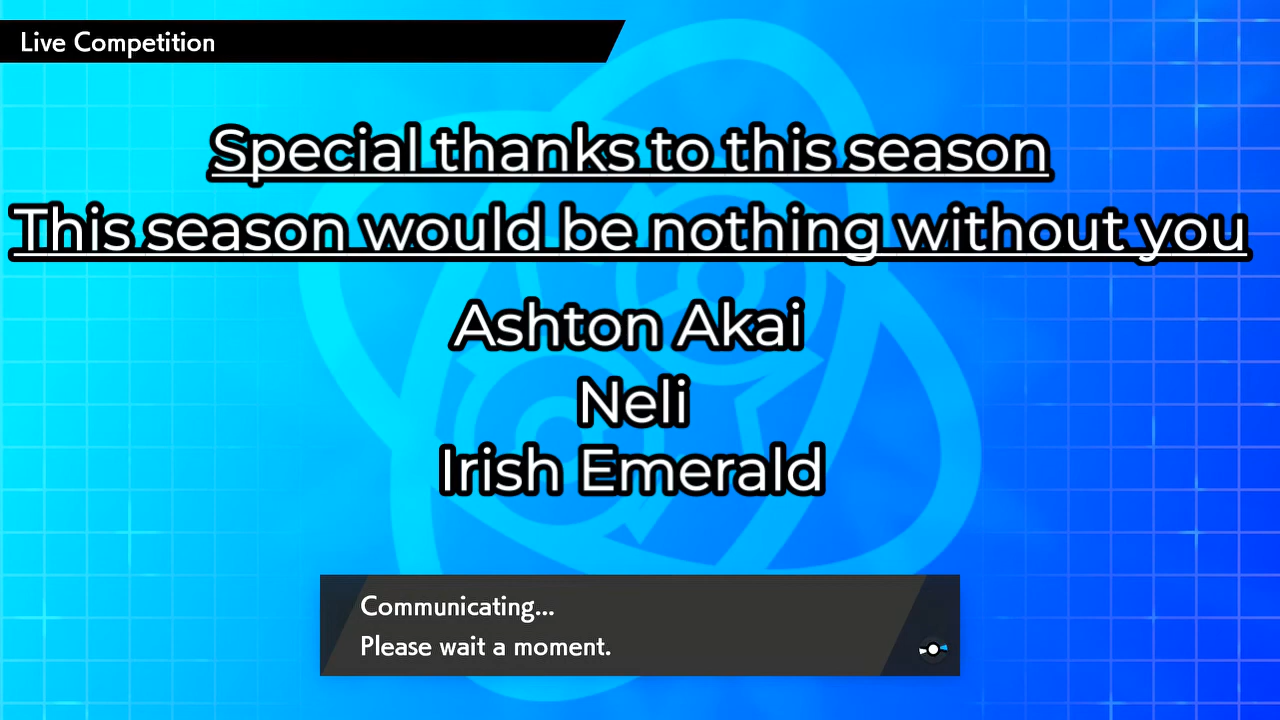 Live Competition
Special thanks to this season
This season would be nothing without you
Ashton Akai
Neli
Irish Emerald
Communicating...
Please wait a moment.